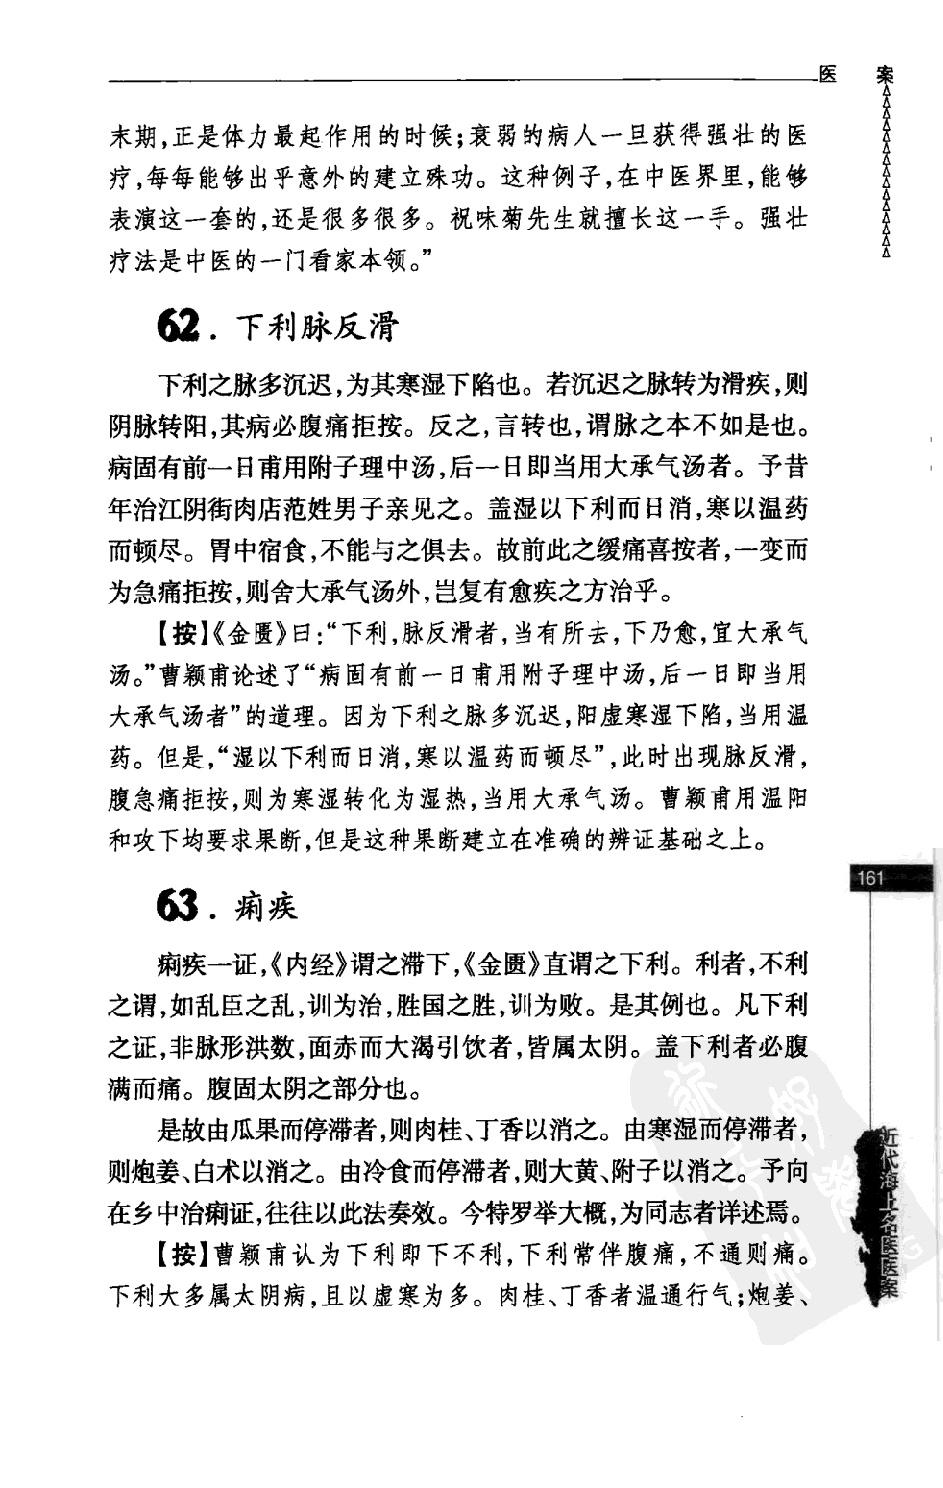 医 案
末期,正是体力最起作用的时候;衰弱的病人一旦获得强壮的医
疗,每每能够出乎意外的建立殊功。这种例子,在中医界里,能够
表演这一套的,还是很多很多。祝味菊先生就擅长这一手。强壮
疗法是中医的一门看家本领。”
62. 下利脉反滑
下利之脉多沉迟,为其寒湿下陷也。若沉迟之脉转为滑疾,则
阴脉转阳,其病必腹痛拒按。反之,言转也,谓脉之本不如是也。
病固有前一日甫用附子理中汤,后一日即当用大承气汤者。予昔
年治江阴街肉店范姓男子亲见之。盖湿以下利而日消,寒以温药
而顿尽。胃中宿食,不能与之俱去。故前此之缓痛喜按者,一变而
为急痛拒按,则舍大承气汤外,岂复有愈疾之方治乎。
【按】《金匮》曰:“下利,脉反滑者,当有所去,下乃愈,宜大承气
汤。”曹颖甫论述了“病固有前一日甫用附子理中汤,后一日即当用
大承气汤者”的道理。因为下利之脉多沉迟,阳虚寒湿下陷,当用温
药。但是,“湿以下利而日消,寒以温药而顿尽”,此时出现脉反滑,
腹急痛拒按,则为寒湿转化为湿热,当用大承气汤。曹颖甫用温阳
和攻下均要求果断,但是这种果断建立在准确的辨证基础之上。
63. 痢疾
痢疾一证,《内经》谓之滞下,《金匮》直谓之下利。利者,不利
之谓,如乱臣之乱,训为治,胜国之胜,训为败。是其例也。凡下利
之证,非脉形洪数,面赤而大渴引饮者,皆属太阴。盖下利者必腹
满而痛。腹固太阴之部分也。
是故由瓜果而停滞者,则肉桂、丁香以消之。由寒湿而停滞者,
则炮姜、白术以消之。由冷食而停滞者,则大黄、附子以消之。予向
在乡中治痢证,往往以此法奏效。今特罗举大概,为同志者详述焉。
【按】曹颖甫认为下利即下不利,下利常伴腹痛,不通则痛。
下利大多属太阴病,且以虚寒为多。肉桂、丁香者温通行气;炮姜、
161
近代海上名医医案